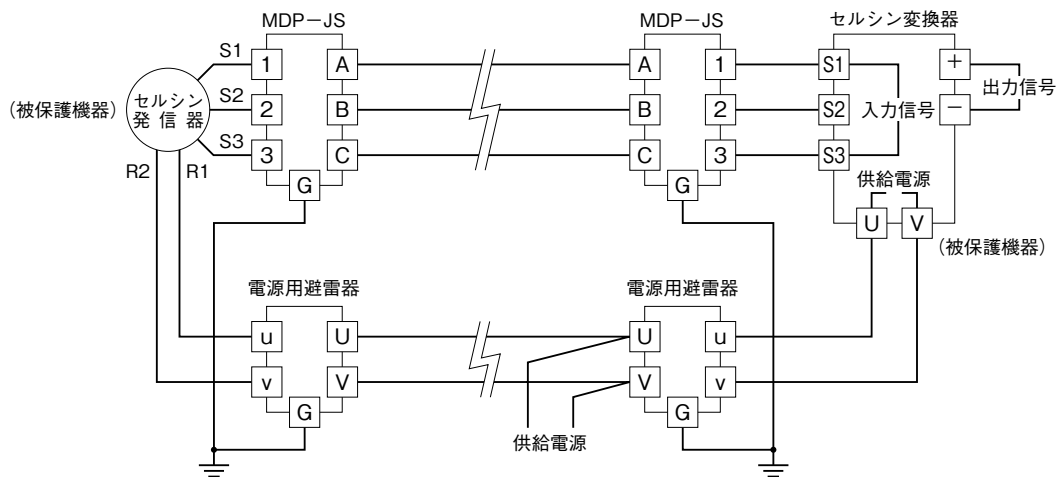 MDP－JS
MDP－JS
セルシン変換器
S1
1
A
A
1
S1
＋
(被保護機器)
セルシン
発信器
S2
2
B
B
2
S2
入力信号
－
出力信号
S3
3
C
C
3
S3
R2
R1
G
G
供給電源
U
V
(被保護機器)
電源用避雷器
電源用避雷器
u
U
U
u
v
V
V
v
G
G
供給電源